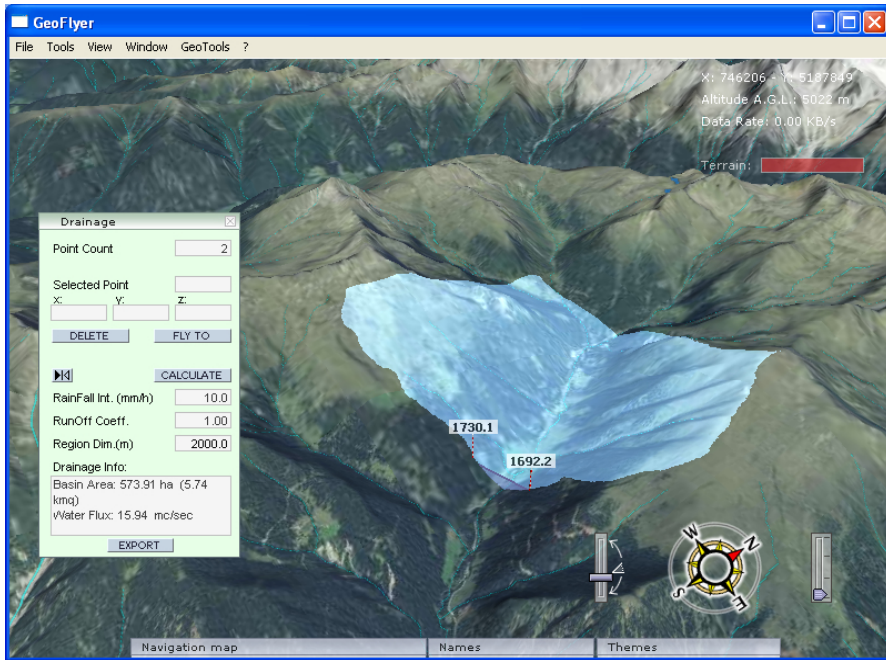 GeoFlyer
File Tools View Window GeoTools ?
X: 746206 - Y: 5187849
Altitude A.G.L.: 5022 m
Data Rate: 0.00 KB/s
Terrain:
Drainage
Point Count 2
Selected Point
X: Y: Z:
DELETE FLY TO
CALCULATE
RainFall Int. (mm/h) 10.0
RunOff Coeff. 1.00
Region Dim.(m) 2000.0
Drainage Info:
Basin Area: 573.91 ha (5.74
kmq)
Water Flux: 15.94 mc/sec
EXPORT
1730.1
1692.2
W N
S E
Navigation map Names Themes